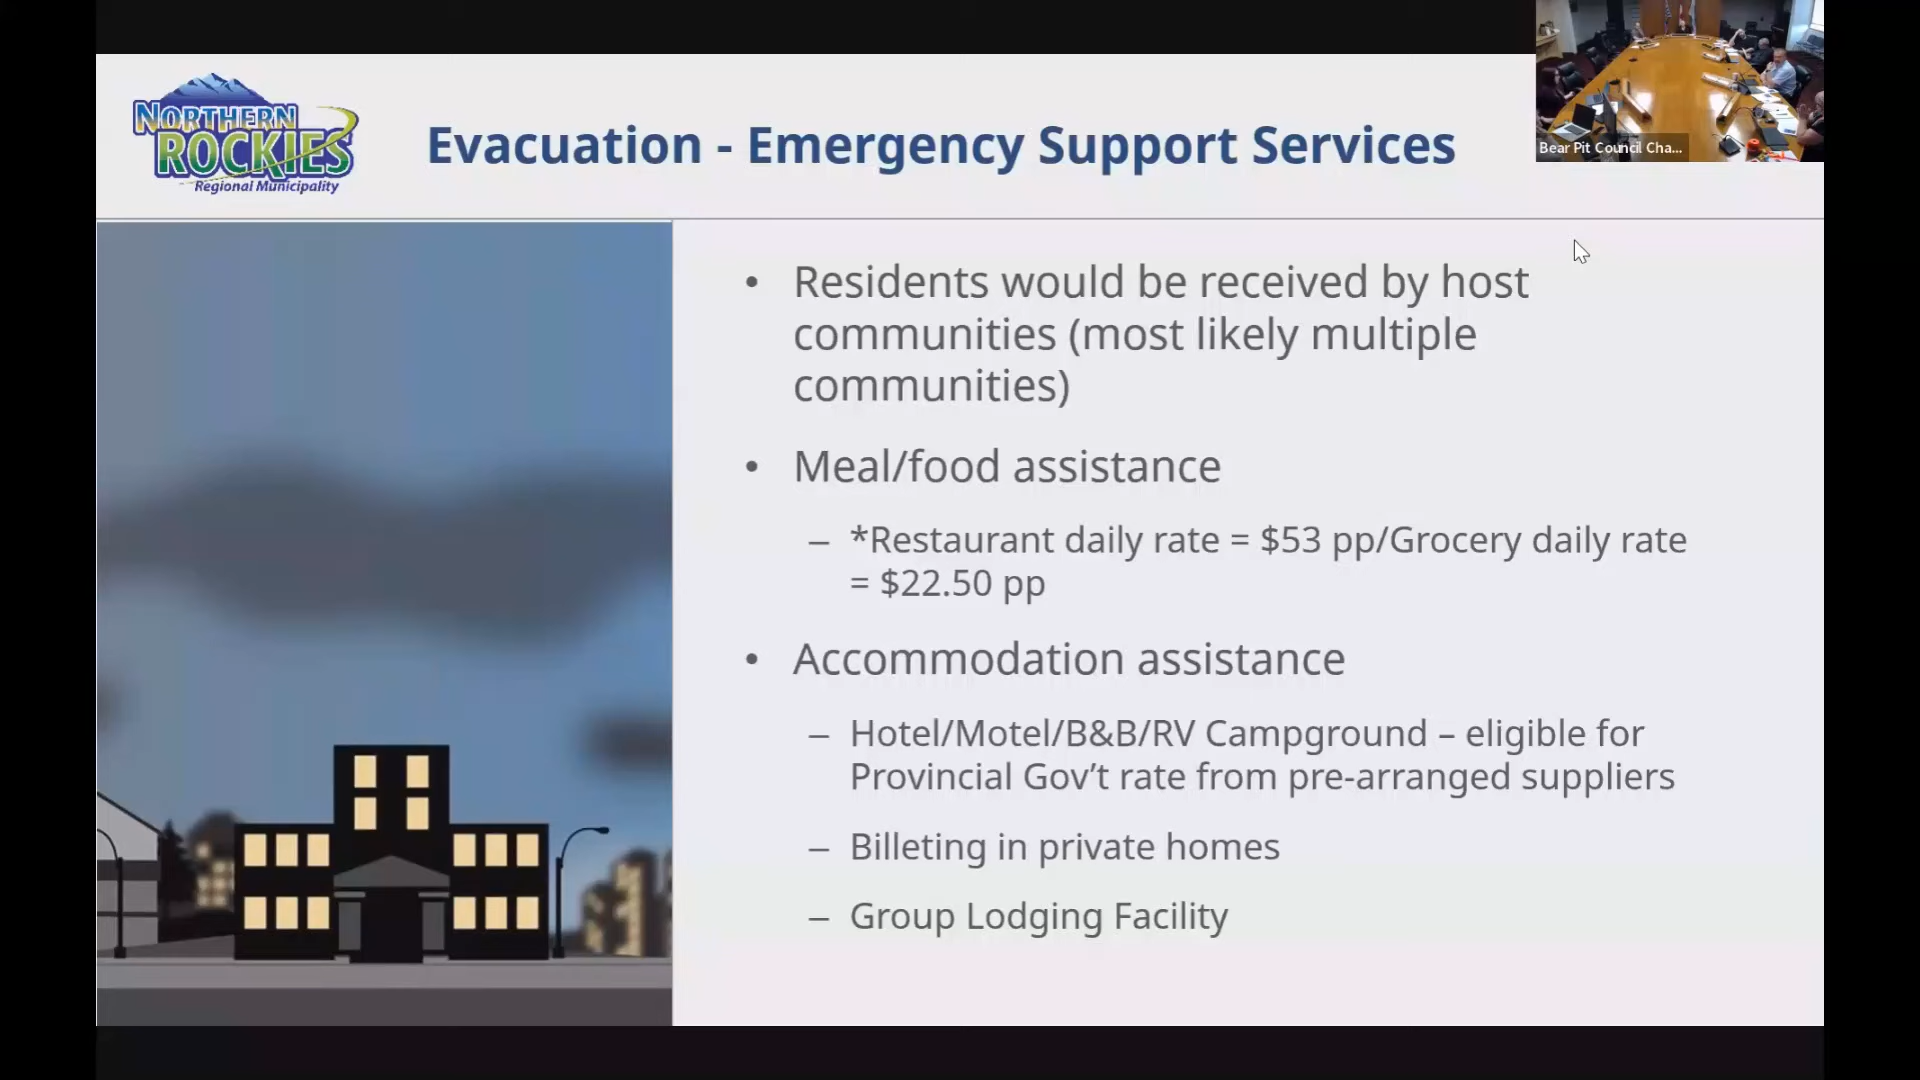 NORTHERN
ROCKIES
Regional Municipality
Evacuation - Emergency Support Services
Bear Pit Council Cha...
• Residents would be received by host
communities (most likely multiple
communities)
• Meal/food assistance
– *Restaurant daily rate = $53 pp/Grocery daily rate
= $22.50 pp
• Accommodation assistance
– Hotel/Motel/B&B/RV Campground – eligible for
Provincial Gov’t rate from pre-arranged suppliers
– Billeting in private homes
– Group Lodging Facility